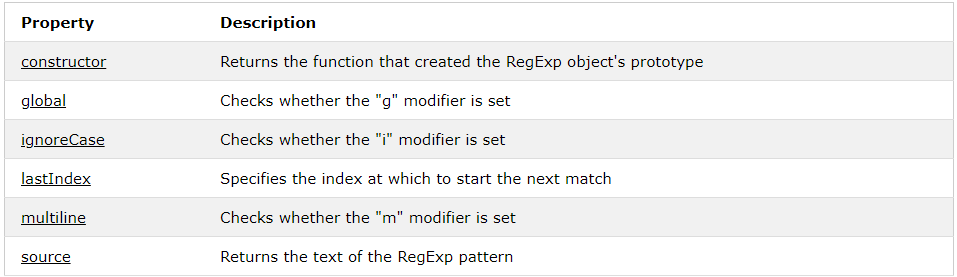 Property Description
constructor Returns the function that created the RegExp object's prototype
global Checks whether the "g" modifier is set
ignoreCase Checks whether the "i" modifier is set
lastIndex Specifies the index at which to start the next match
multiline Checks whether the "m" modifier is set
source Returns the text of the RegExp pattern